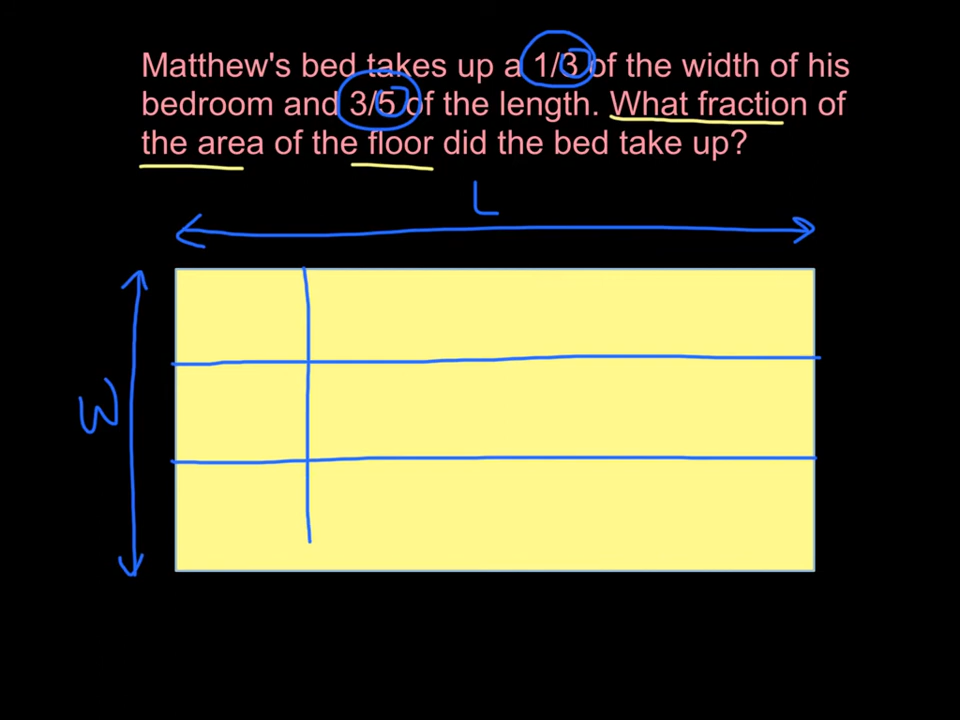 Matthew's bed takes up a 1/3 of the width of his
bedroom and 3/5 of the length. What fraction of
the area of the floor did the bed take up?
L
W